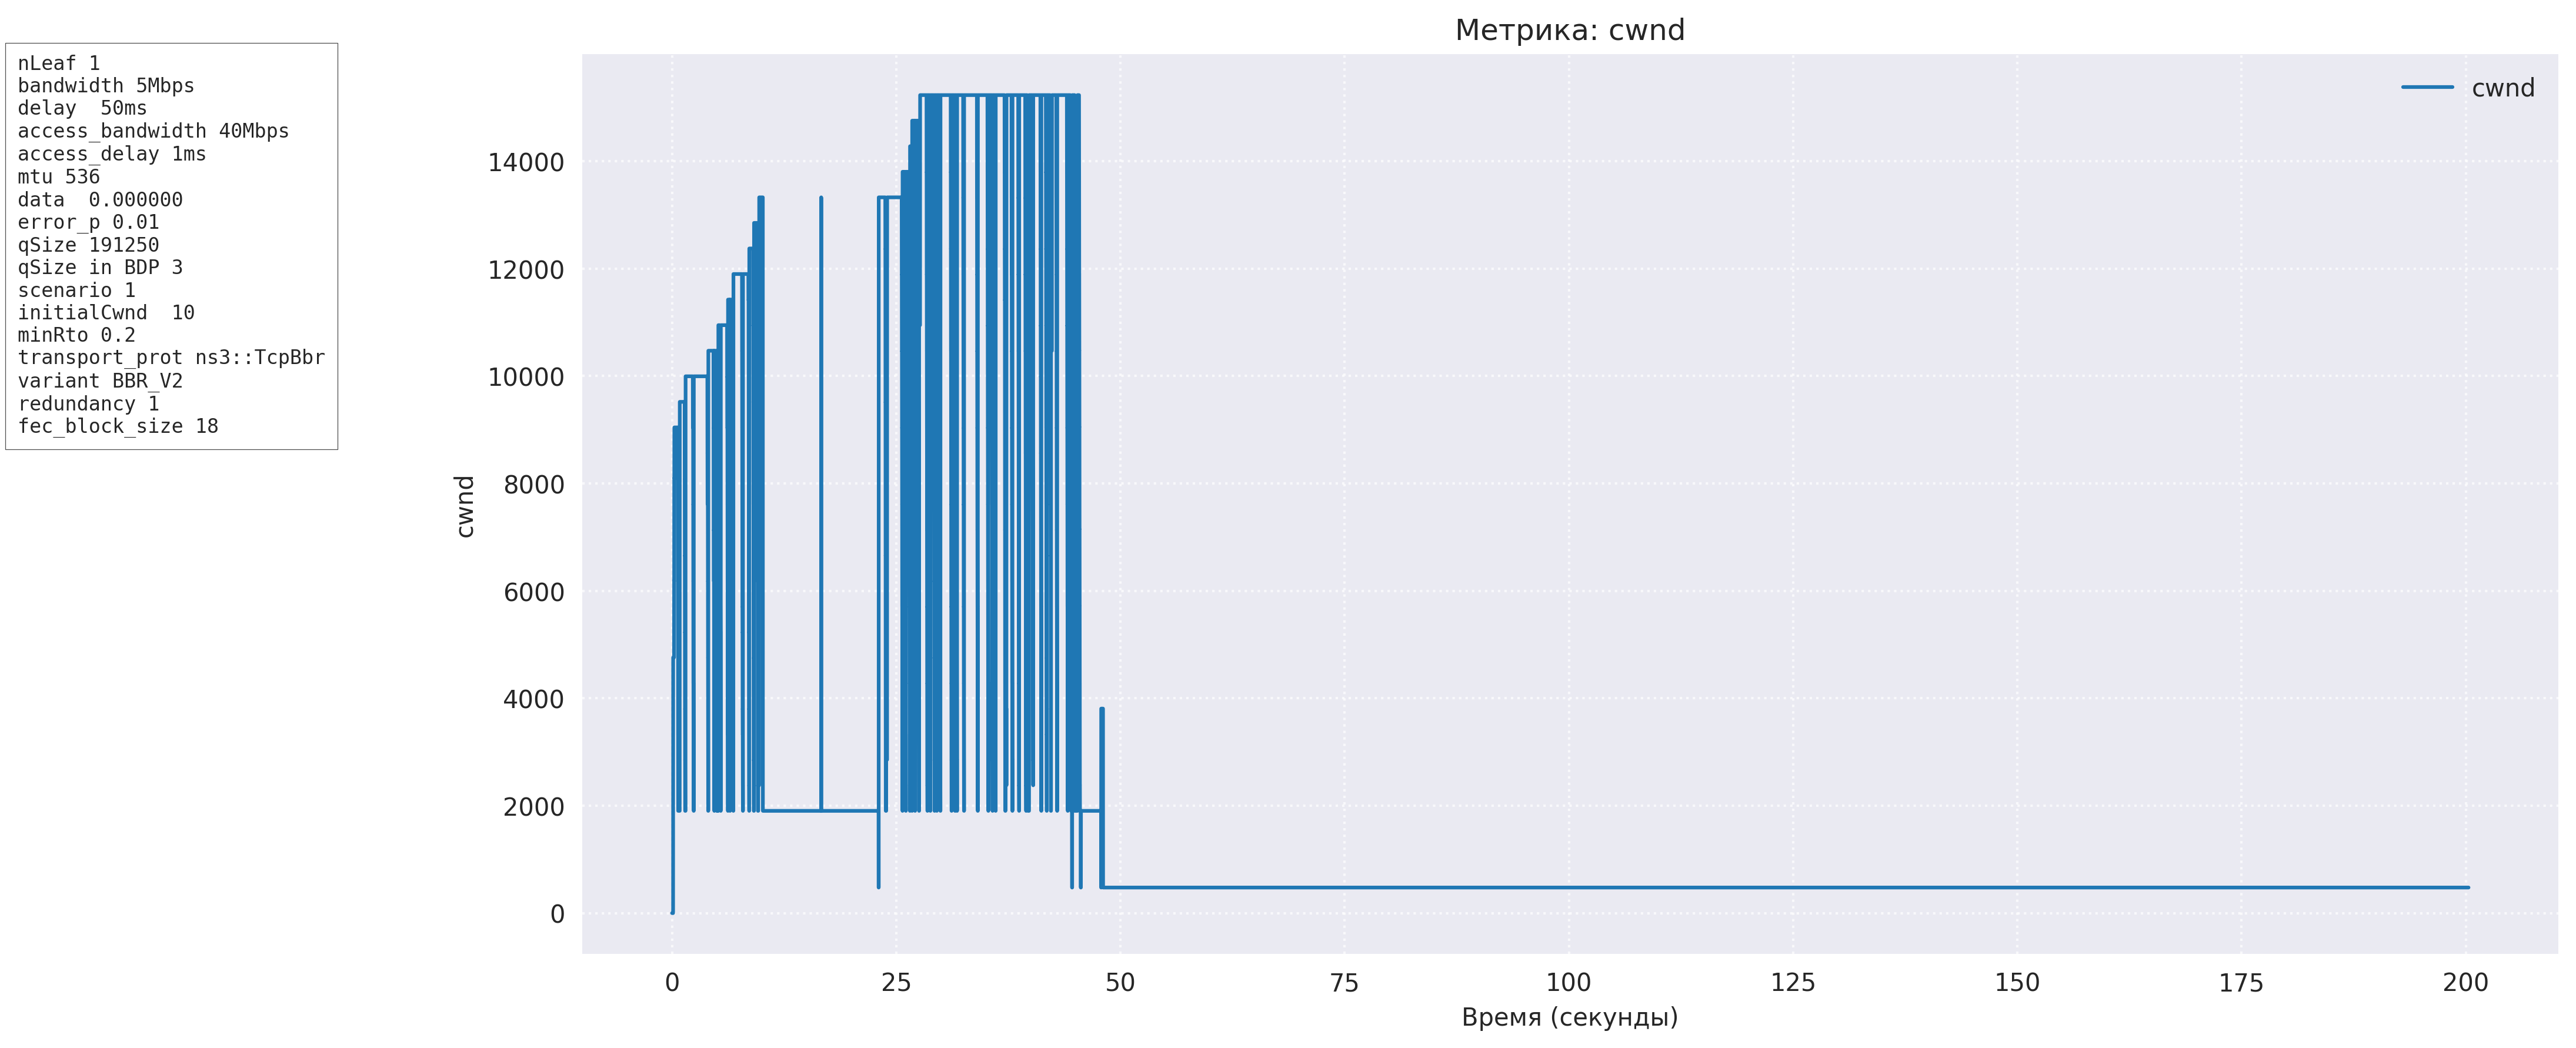 Метрика: cwnd
nLeaf 1
bandwidth 5Mbps
delay  50ms
access_bandwidth 40Mbps
access_delay 1ms
mtu 536
data  0.000000
error_p 0.01
qSize 191250
qSize in BDP 3
scenario 1
initialCwnd  10
minRto 0.2
transport_prot ns3::TcpBbr
variant BBR_V2
redundancy 1
fec_block_size 18
cwnd
14000
12000
10000
8000
6000
4000
2000
0
cwnd
0 25 50 75 100 125 150 175 200
Время (секунды)